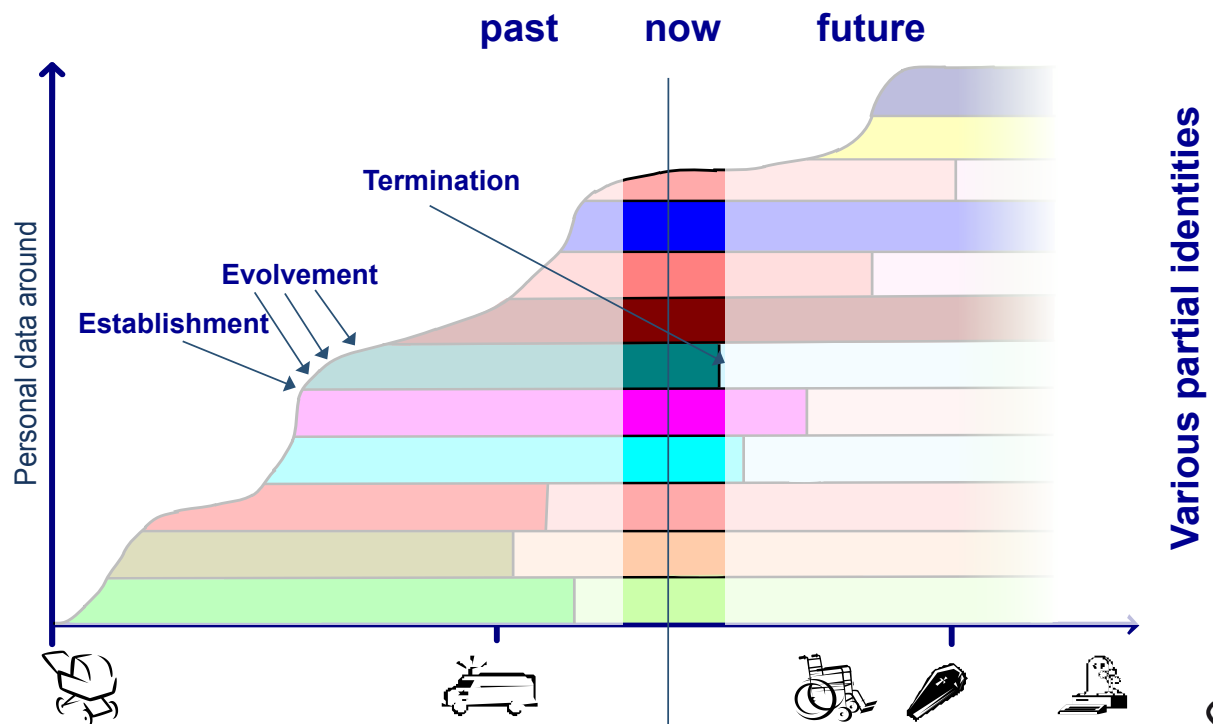 past now future
Termination
Evolvement
Establishment
Personal data around
Various partial identities